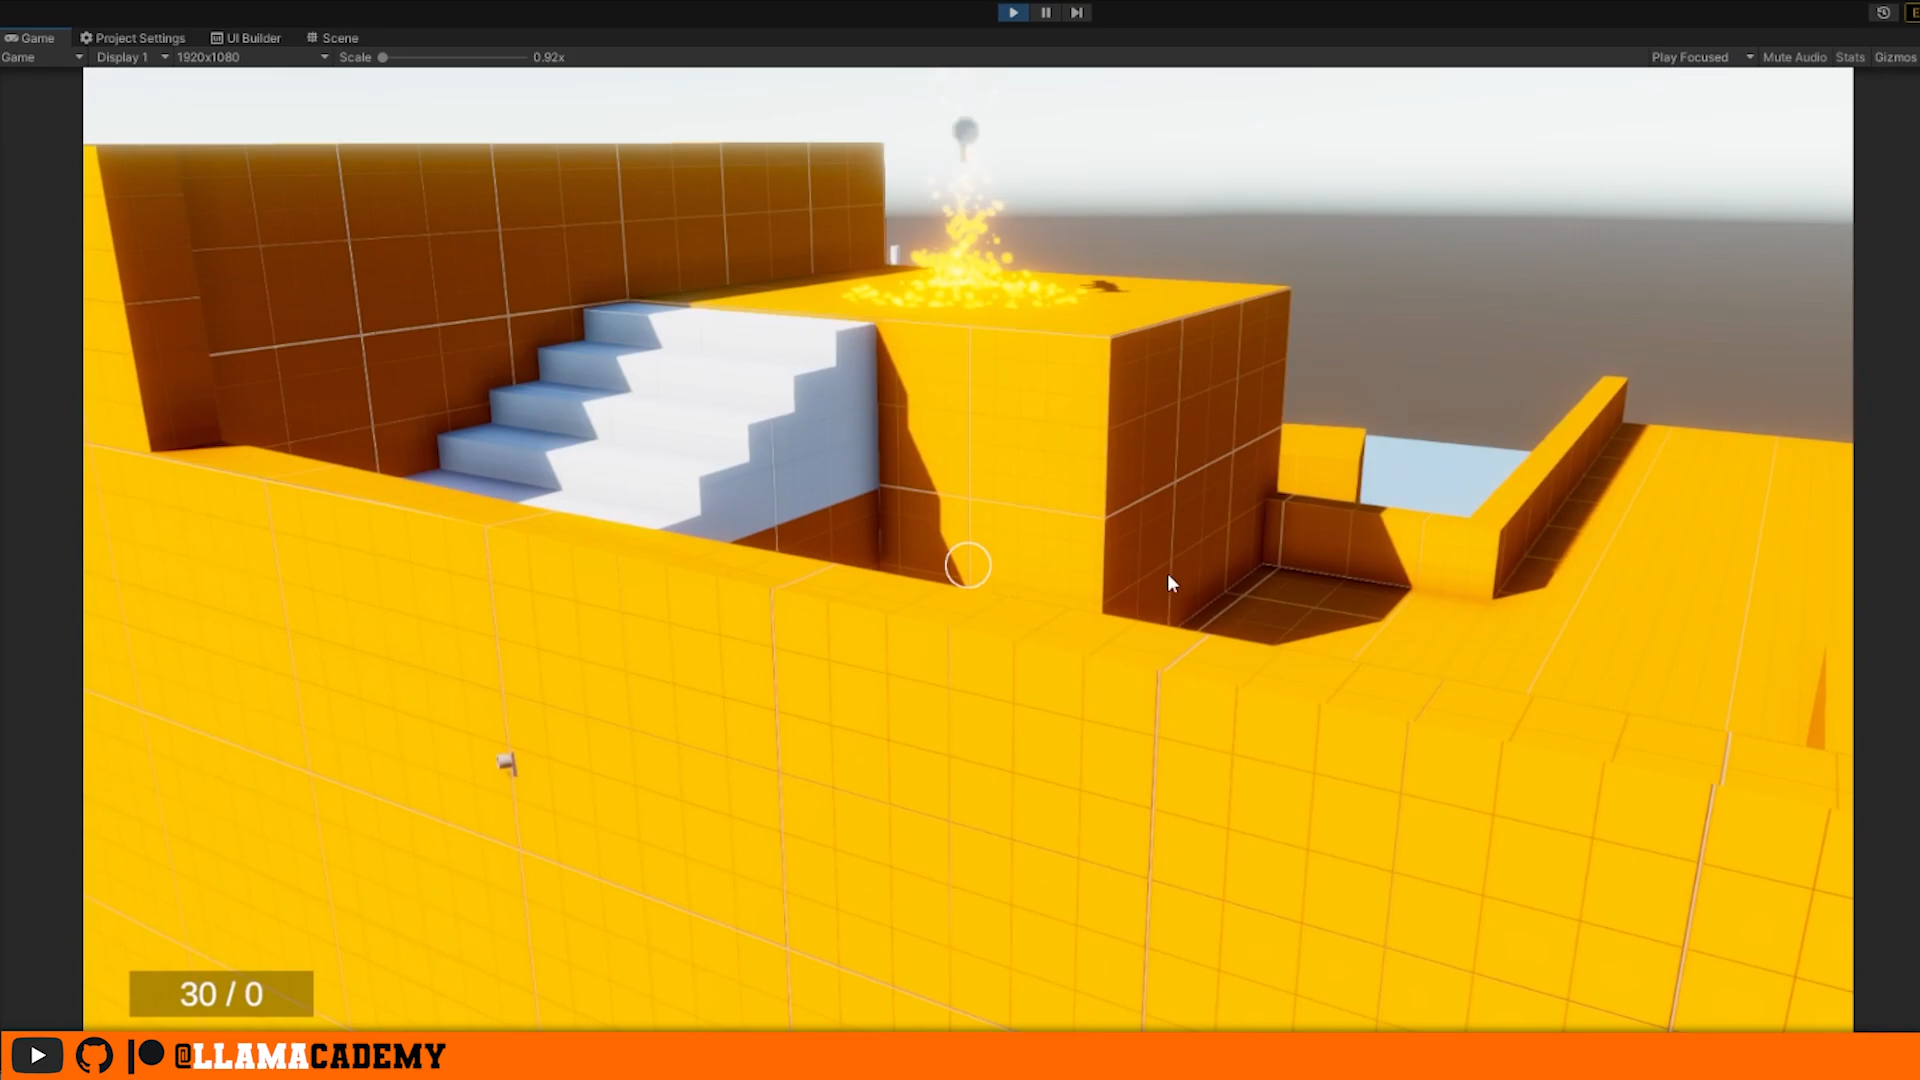 Game Project Settings UI Builder Scene
Game Display 1 1920x1080 Scale 0.92x Play Focused Mute Audio Stats Gizmos
30 / 0
@LLAMACADEMY